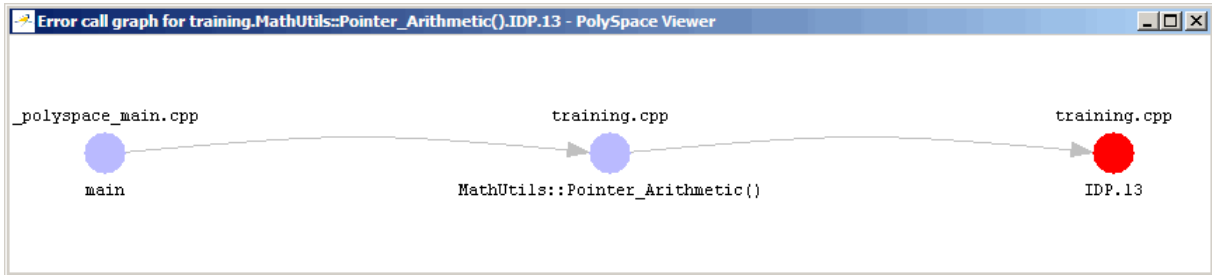 Error call graph for training.MathUtils::Pointer_Arithmetic().IDP.13 - PolySpace Viewer
_polyspace_main.cpp training.cpp training.cpp
main MathUtils::Pointer_Arithmetic() IDP.13